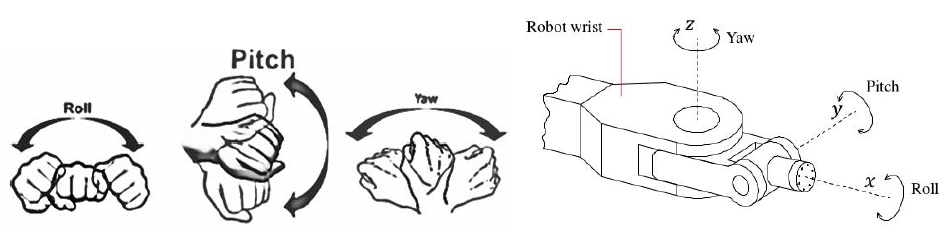 Roll
Pitch
Yaw
Robot wrist
z
Yaw
Pitch
y
x
Roll